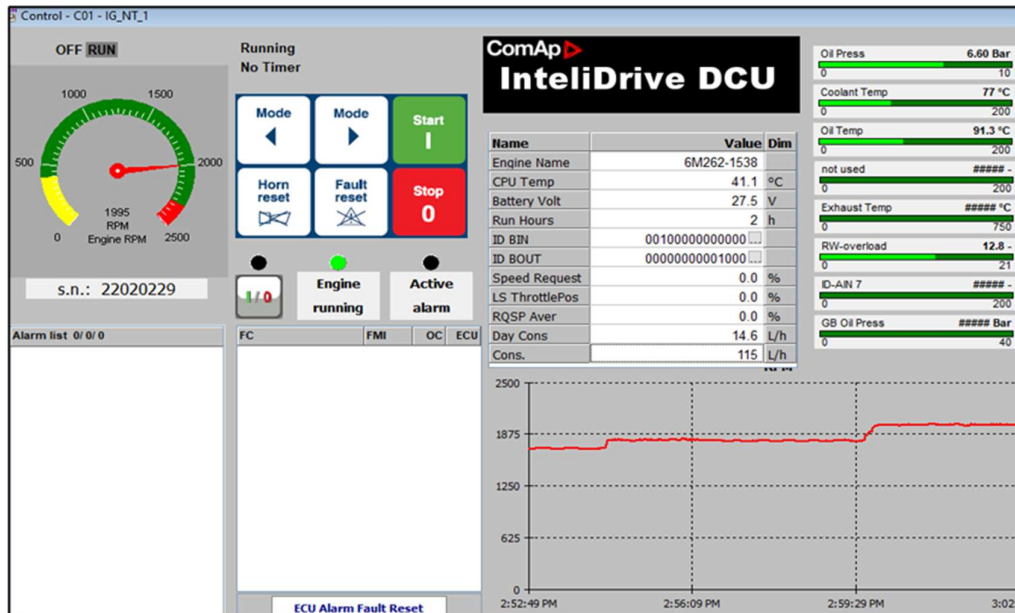 Control - C01 - IG_NT_1
OFF RUN
Running
No Timer
Mode
Mode
Start
I
Horn
reset
Fault
reset
Stop
0
0
500
1000
1500
2000
2500
1995
RPM
Engine RPM
s.n.: 22020229
1/0
Engine
running
Active
alarm
ComAp
InteliDrive DCU
Name Value Dim
Engine Name 6M262-1538
CPU Temp 41.1 ºC
Battery Volt 27.5 V
Run Hours 2 h
ID BIN 00100000000000 ...
ID BOUT 00000000001000 ...
Speed Request 0.0 %
LS ThrottlePos 0.0 %
RQSP Aver 0.0 %
Day Cons 14.6 L/h
Cons. 115 L/h
Oil Press 6.60 Bar
0 10
Coolant Temp 77 °C
0 200
Oil Temp 91.3 °C
0 200
not used ##### -
0 200
Exhaust Temp ##### °C
0 750
RW-overload 12.8 -
0 21
ID-AIN 7 ##### -
0 200
GB Oil Press ##### Bar
0 40
Alarm list 0/ 0/ 0
FC FMI OC ECU
ECU Alarm Fault Reset
RPM
2500
1875
1250
625
0
2:52:49 PM 2:56:09 PM 2:59:29 PM 3:02